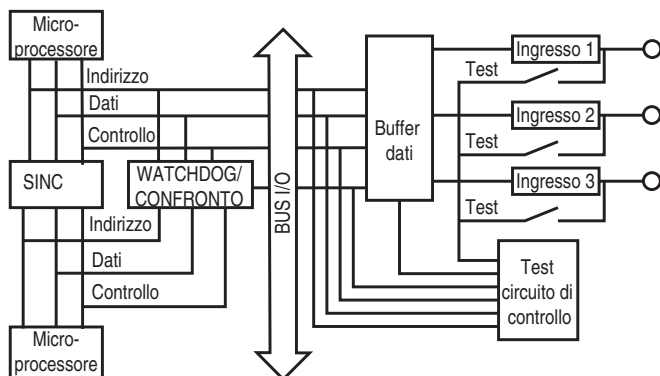 Micro-
processore
Indirizzo
Dati
Controllo
SINC
WATCHDOG/
CONFRONTO
Indirizzo
Dati
Controllo
Micro-
processore
BUS I/O
Buffer
dati
Ingresso 1
Test
Ingresso 2
Test
Ingresso 3
Test
Test
circuito di
controllo